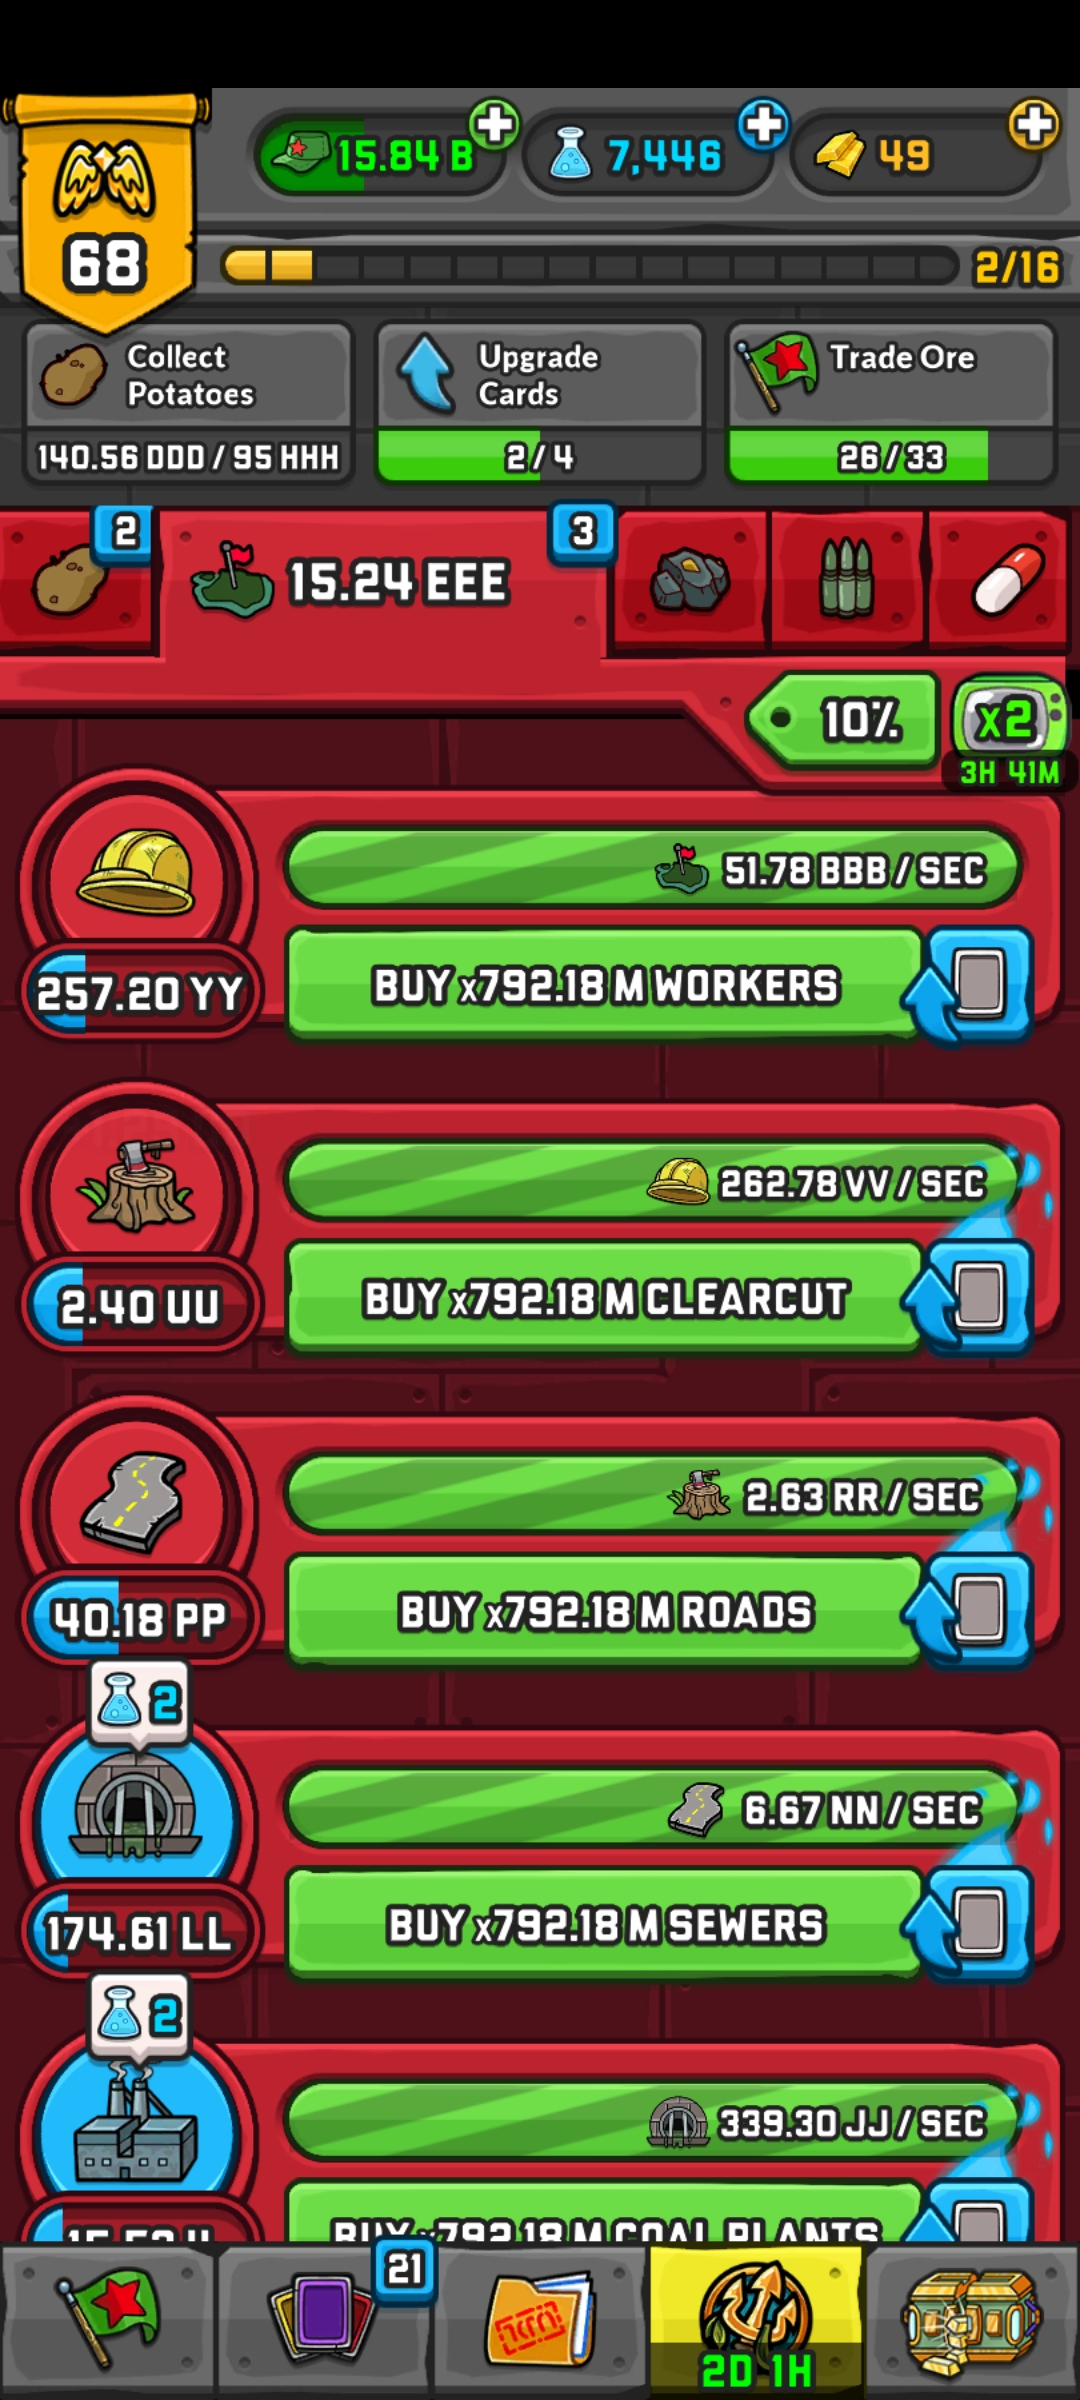 15.84 B
7,446
49
68
2/16
Collect
Potatoes
Upgrade
Cards
Trade Ore
140.56 DDD / 95 HHH
2/4
26/33
2
15.24 EEE
3
10%
x2
3H 41M
51.78 BBB / SEC
257.20 YY
BUY x792.18 M WORKERS
262.78 VV / SEC
2.40 UU
BUY x792.18 M CLEARCUT
2.63 RR / SEC
40.18 PP
BUY x792.18 M ROADS
2
6.67 NN / SEC
174.61 LL
BUY x792.18 M SEWERS
2
339.30 JJ / SEC
BUY x792.18 M COAL PLANTS
21
2D 1H